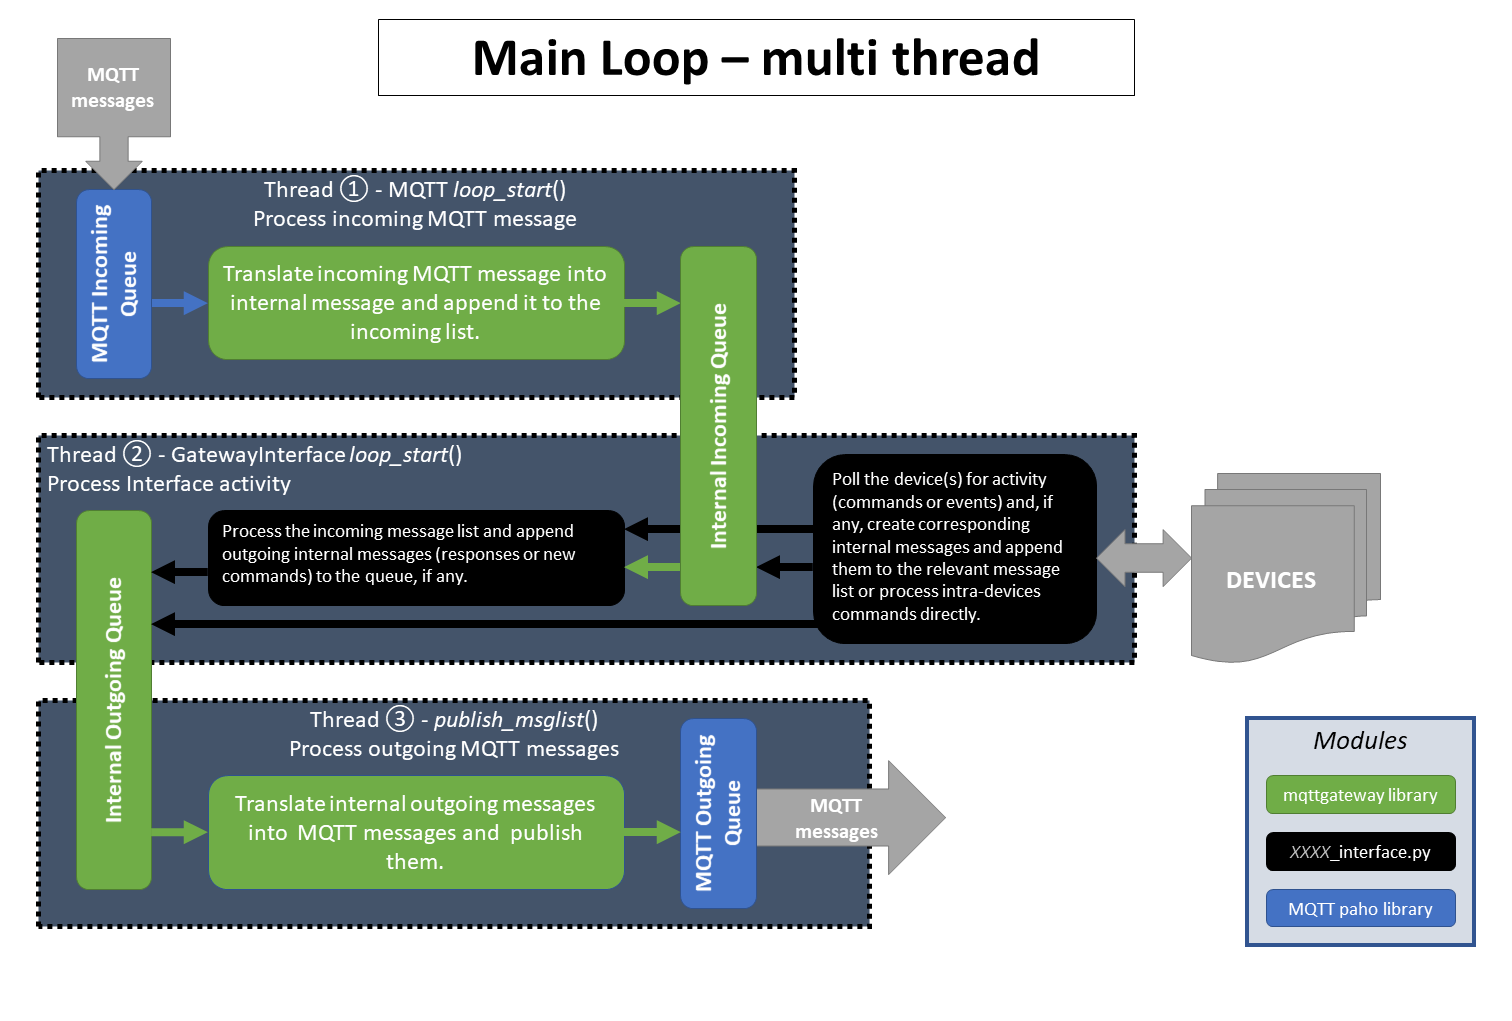 Main Loop – multi thread
MQTT
messages
Thread ① - MQTT loop_start()
Process incoming MQTT message
MQTT Incoming
Queue
Translate incoming MQTT message into
internal message and append it to the
incoming list.
Internal Incoming Queue
Thread ② - GatewayInterface loop_start()
Process Interface activity
Process the incoming message list and append
outgoing internal messages (responses or new
commands) to the queue, if any.
Poll the device(s) for activity
(commands or events) and, if
any, create corresponding
internal messages and append
them to the relevant message
list or process intra-devices
commands directly.
DEVICES
Internal Outgoing Queue
Thread ③ - publish_msglist()
Process outgoing MQTT messages
Translate internal outgoing messages
into MQTT messages and publish
them.
MQTT Outgoing
Queue
MQTT
messages
Modules
mqttgateway library
XXXX_interface.py
MQTT paho library